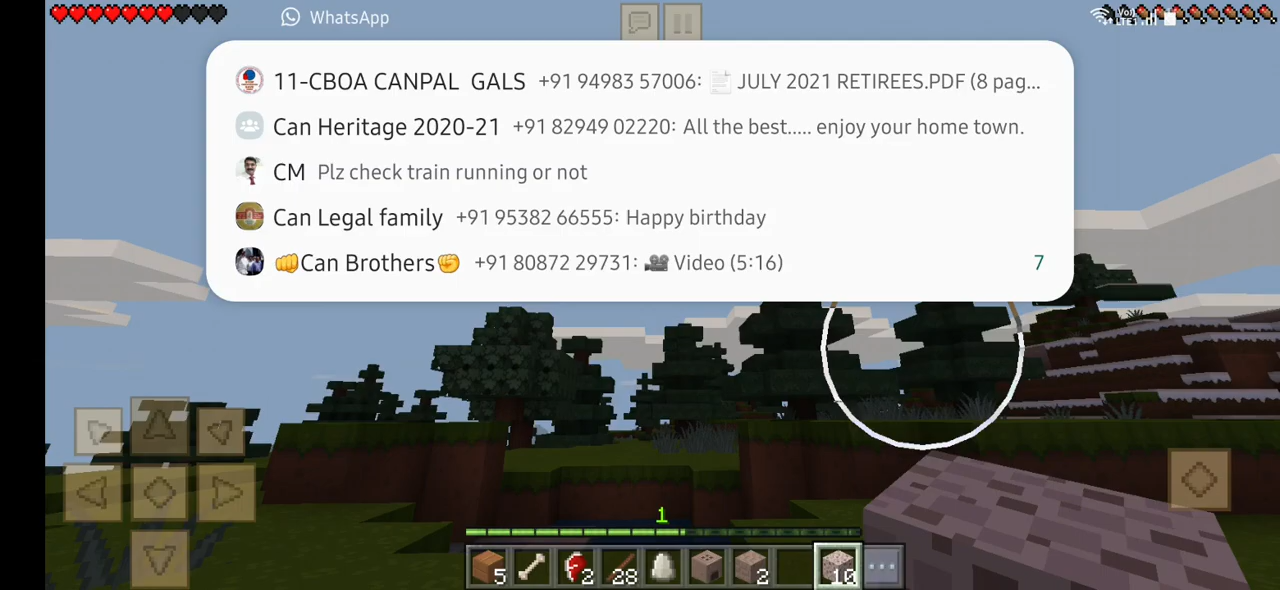 WhatsApp
11-CBOA CANPAL GALS +91 94983 57006: 📄 JULY 2021 RETIREES.PDF (8 pag...
Can Heritage 2020-21 +91 82949 02220: All the best..... enjoy your home town.
CM Plz check train running or not
Can Legal family +91 95382 66555: Happy birthday
👊Can Brothers✊ +91 80872 29731: 🎥 Video (5:16) 7
1
5 2 28 2 10